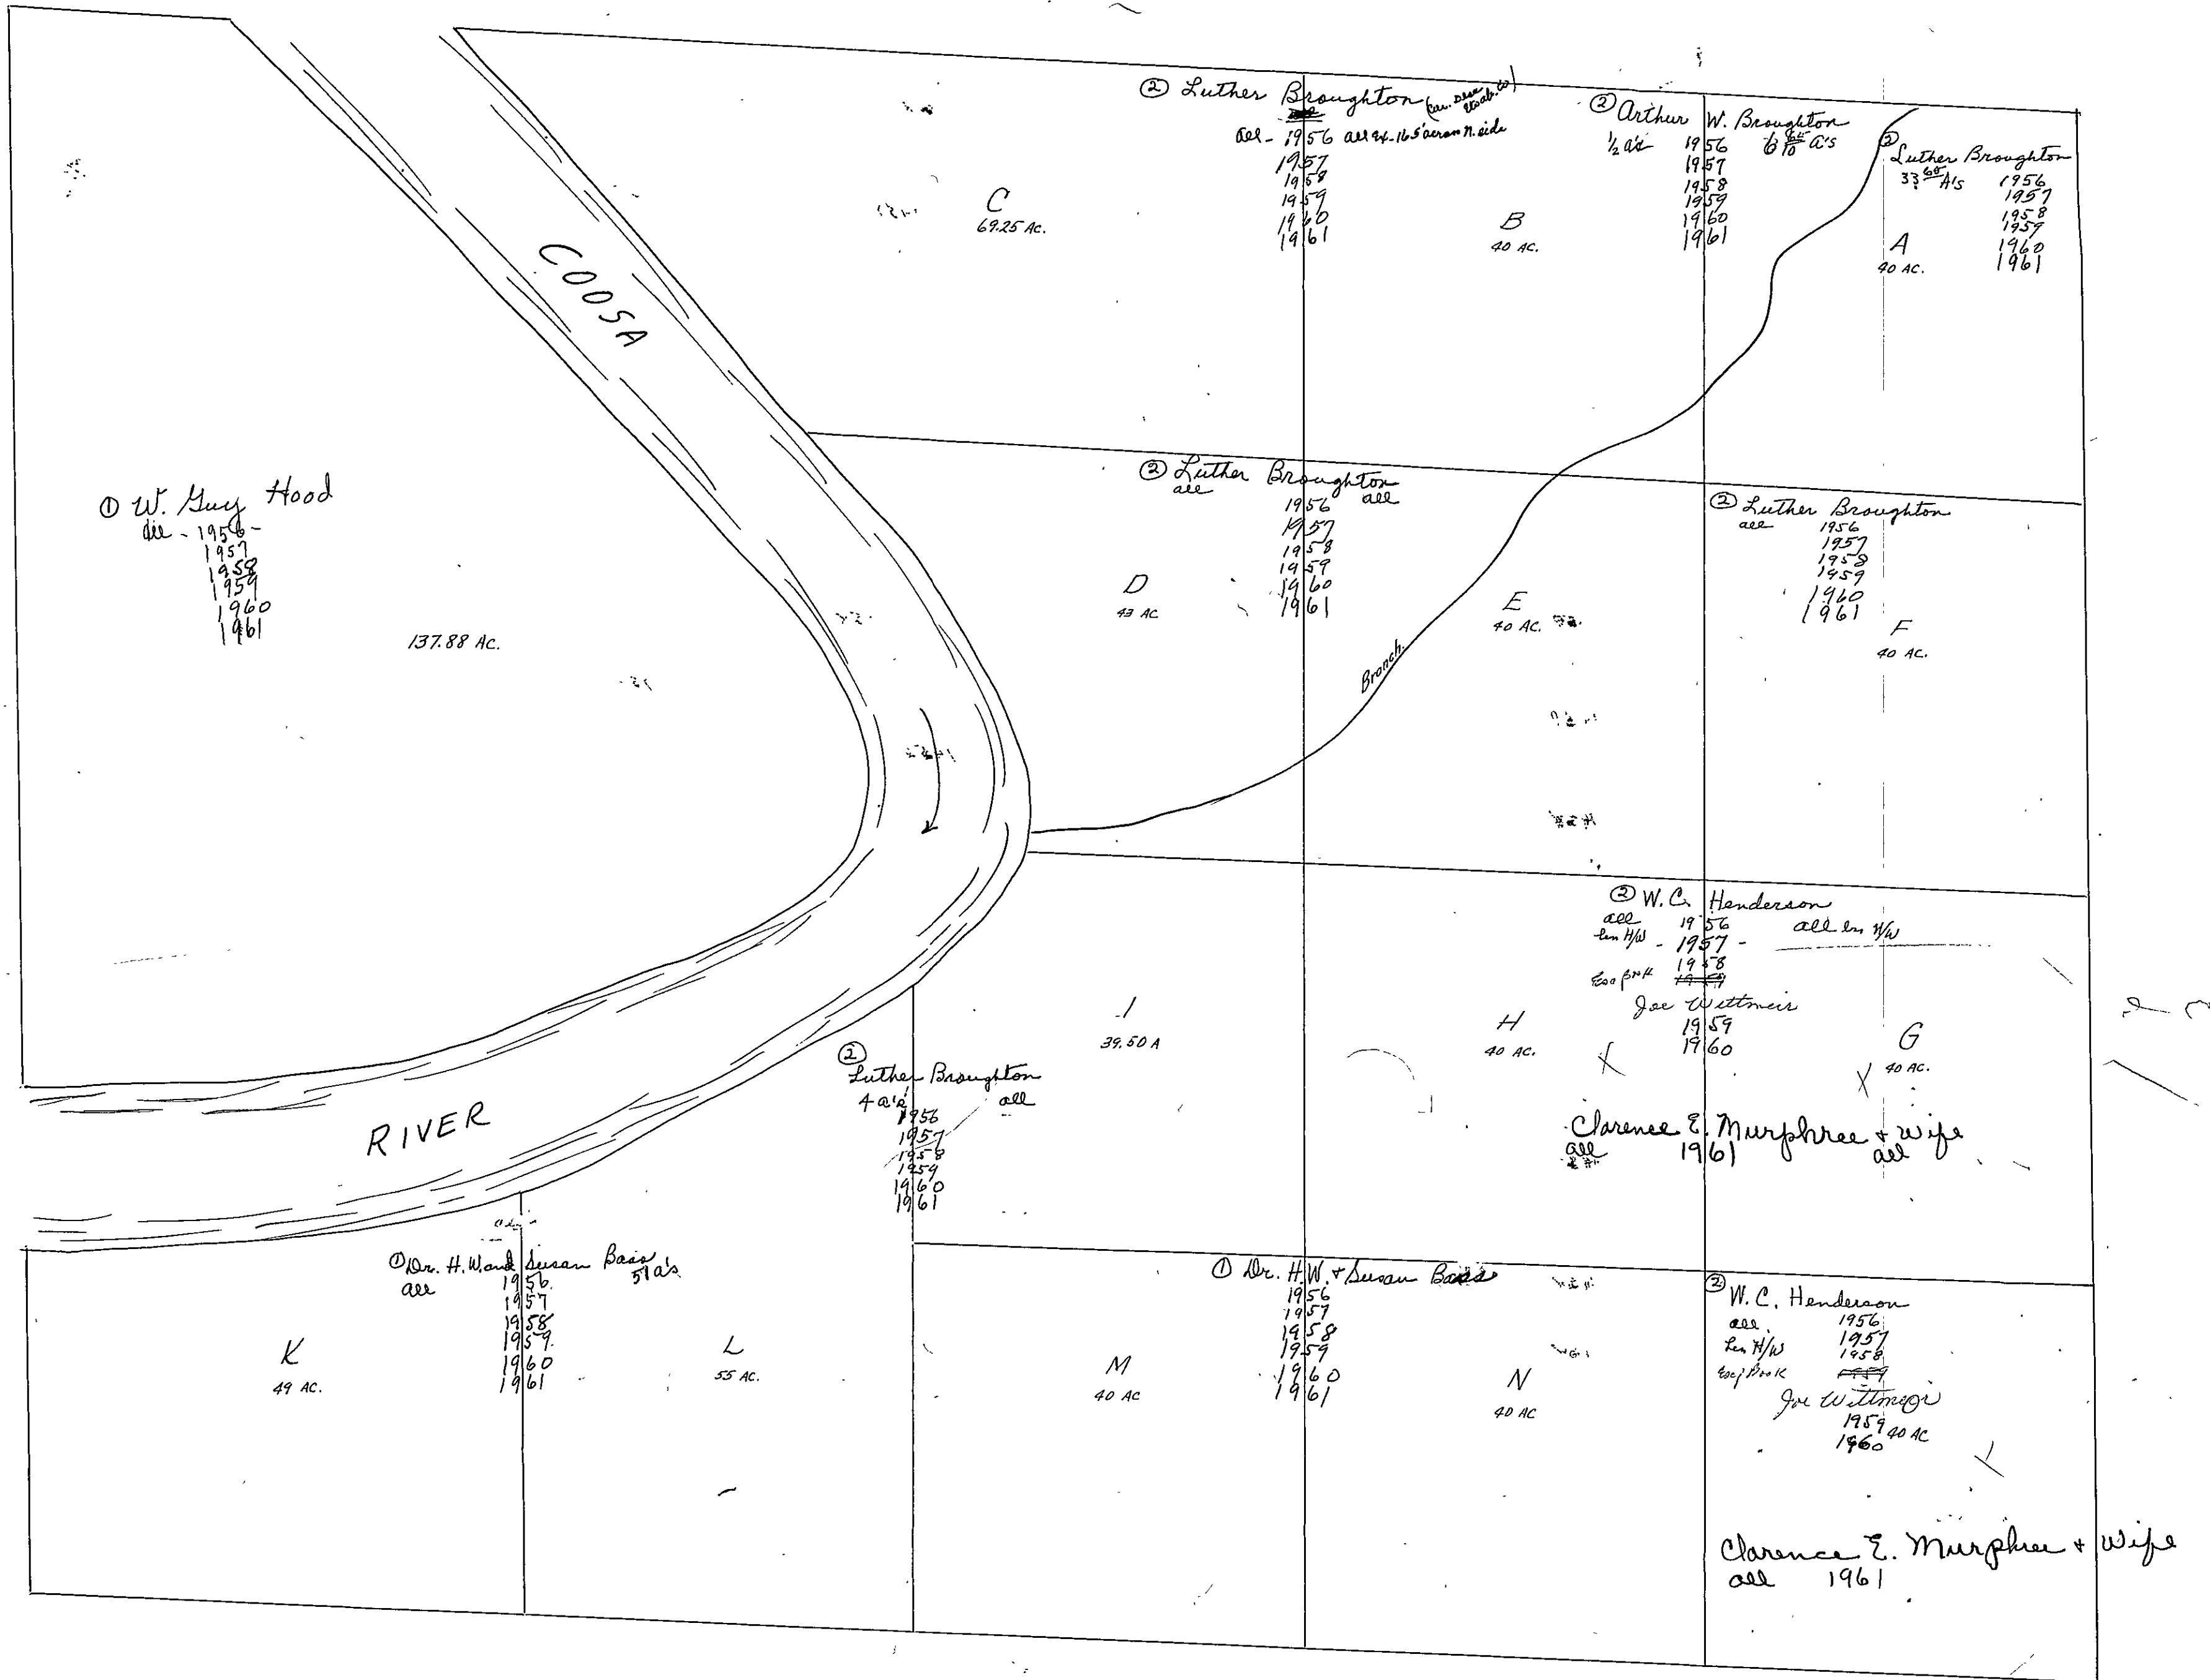 ② Luther Broughton
all - 1956 all ex - 16.5 acres N. side
1957
1958
1959
1960
1961
② Arthur W. Broughton
1/2 a's 1956
1957
1958
1959
1960
1961
②
Luther Broughton
33 60 A's 1956
1957
1958
1959
1960
1961
C
69.25 AC.
B
40 AC.
A
40 AC.
COOSA
① W. Guy Hood
all - 1956 -
1957
1958
1959
1960
1961
137.88 AC.
② Luther Broughton
all all
1956
1957
1958
1959
1960
1961
② Luther Broughton
all 1956
1957
1958
1959
1960
1961
D
43 AC
E
40 AC.
F
40 AC.
Branch.
② W.C. Henderson
all 1956 all H/W
H/W - 1957 -
1958
1959
Joe Wittmeir
1959
1960
I
39.50 A
H
40 AC.
G
40 AC.
X
X
Clarence E. Murphree + wife
all 1961 all
②
Luther Broughton
4 a's all
1956
1957
1958
1959
1960
1961
RIVER
① Dr. H.W. and Susan Bass
all 1956 51 a's
1957
1958
1959
1960
1961
K
49 AC.
L
55 AC.
① Dr. H.W. + Susan Bass
1956
1957
1958
1959
1960
1961
M
40 AC
N
40 AC
②
W.C. Henderson
all 1956
H/W 1957
1958
Book 1959
Joe Wittmeir
1959
40 AC
1960
Clarence E. Murphree + Wife
all 1961